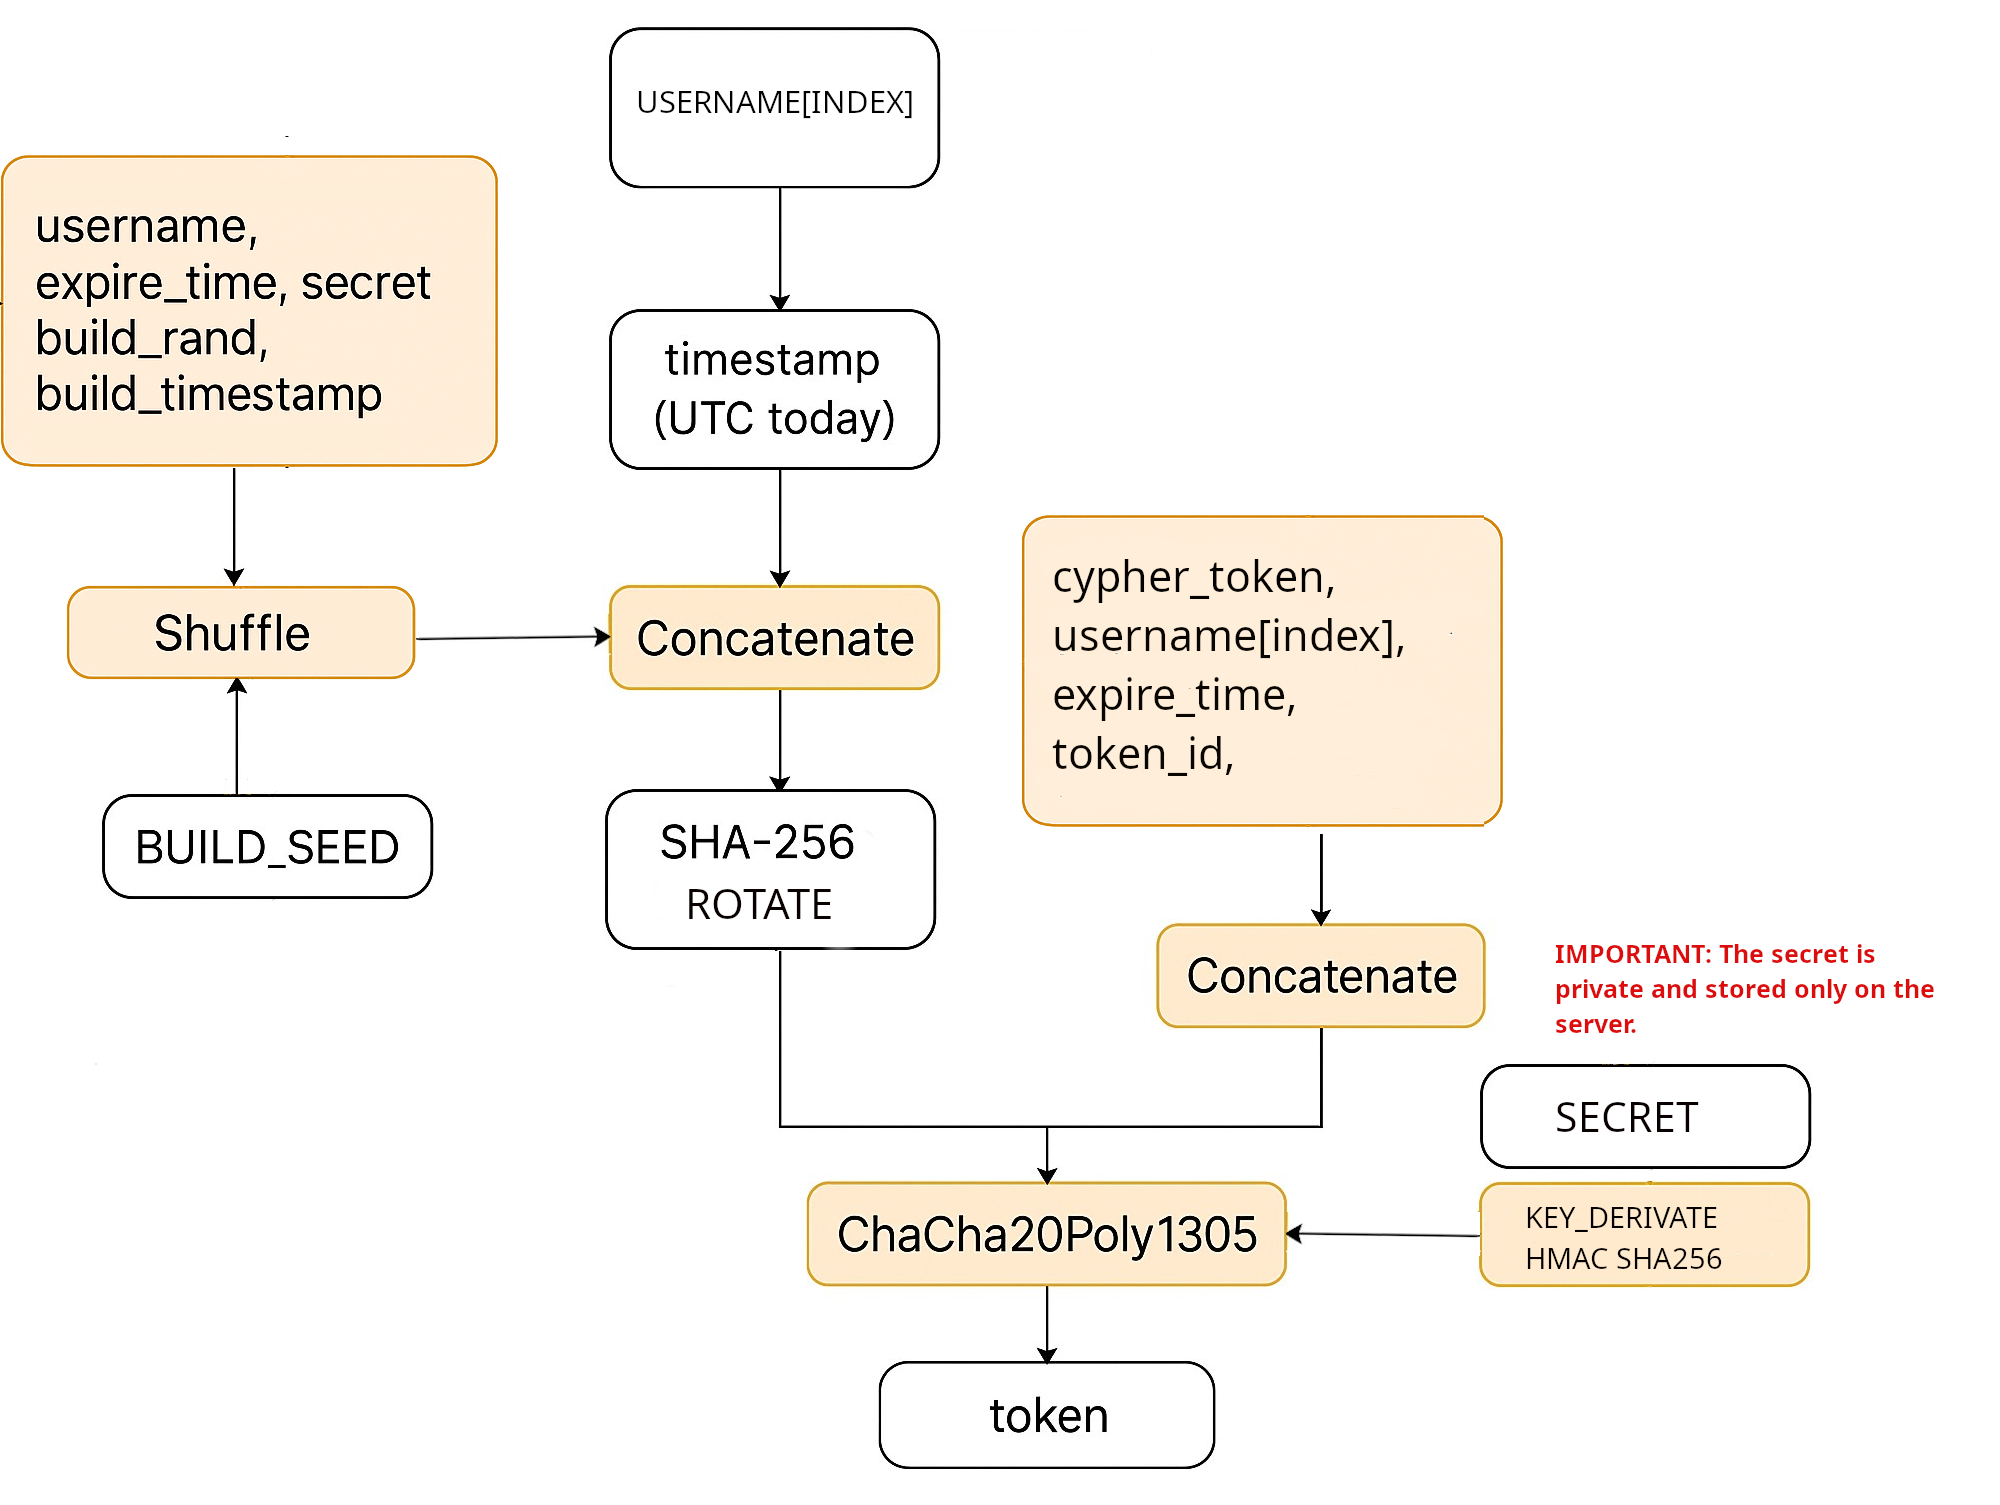 USERNAME[INDEX]
username,
expire_time, secret
build_rand,
build_timestamp
timestamp
(UTC today)
Shuffle
Concatenate
BUILD_SEED
SHA-256
ROTATE
cypher_token,
username[index],
expire_time,
token_id,
Concatenate
IMPORTANT: The secret is
private and stored only on the
server.
SECRET
KEY_DERIVATE
HMAC SHA256
ChaCha20Poly1305
token